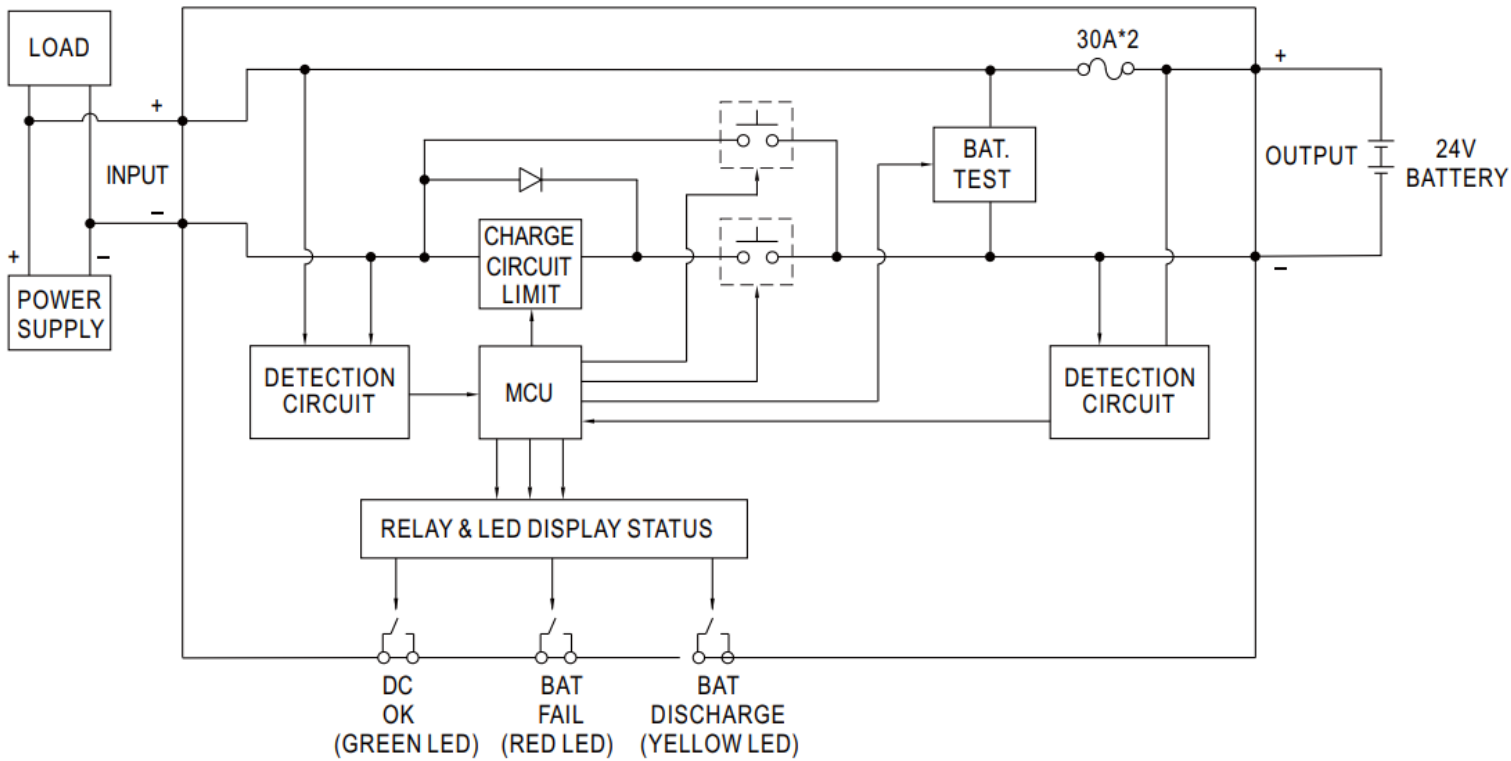 LOAD
30A*2
+
+
+
BAT.
TEST
INPUT
OUTPUT
24V
BATTERY
−
CHARGE
CIRCUIT
LIMIT
+
−
−
POWER
SUPPLY
DETECTION
CIRCUIT
MCU
DETECTION
CIRCUIT
RELAY & LED DISPLAY STATUS
DC
OK
(GREEN LED)
BAT
FAIL
(RED LED)
BAT
DISCHARGE
(YELLOW LED)